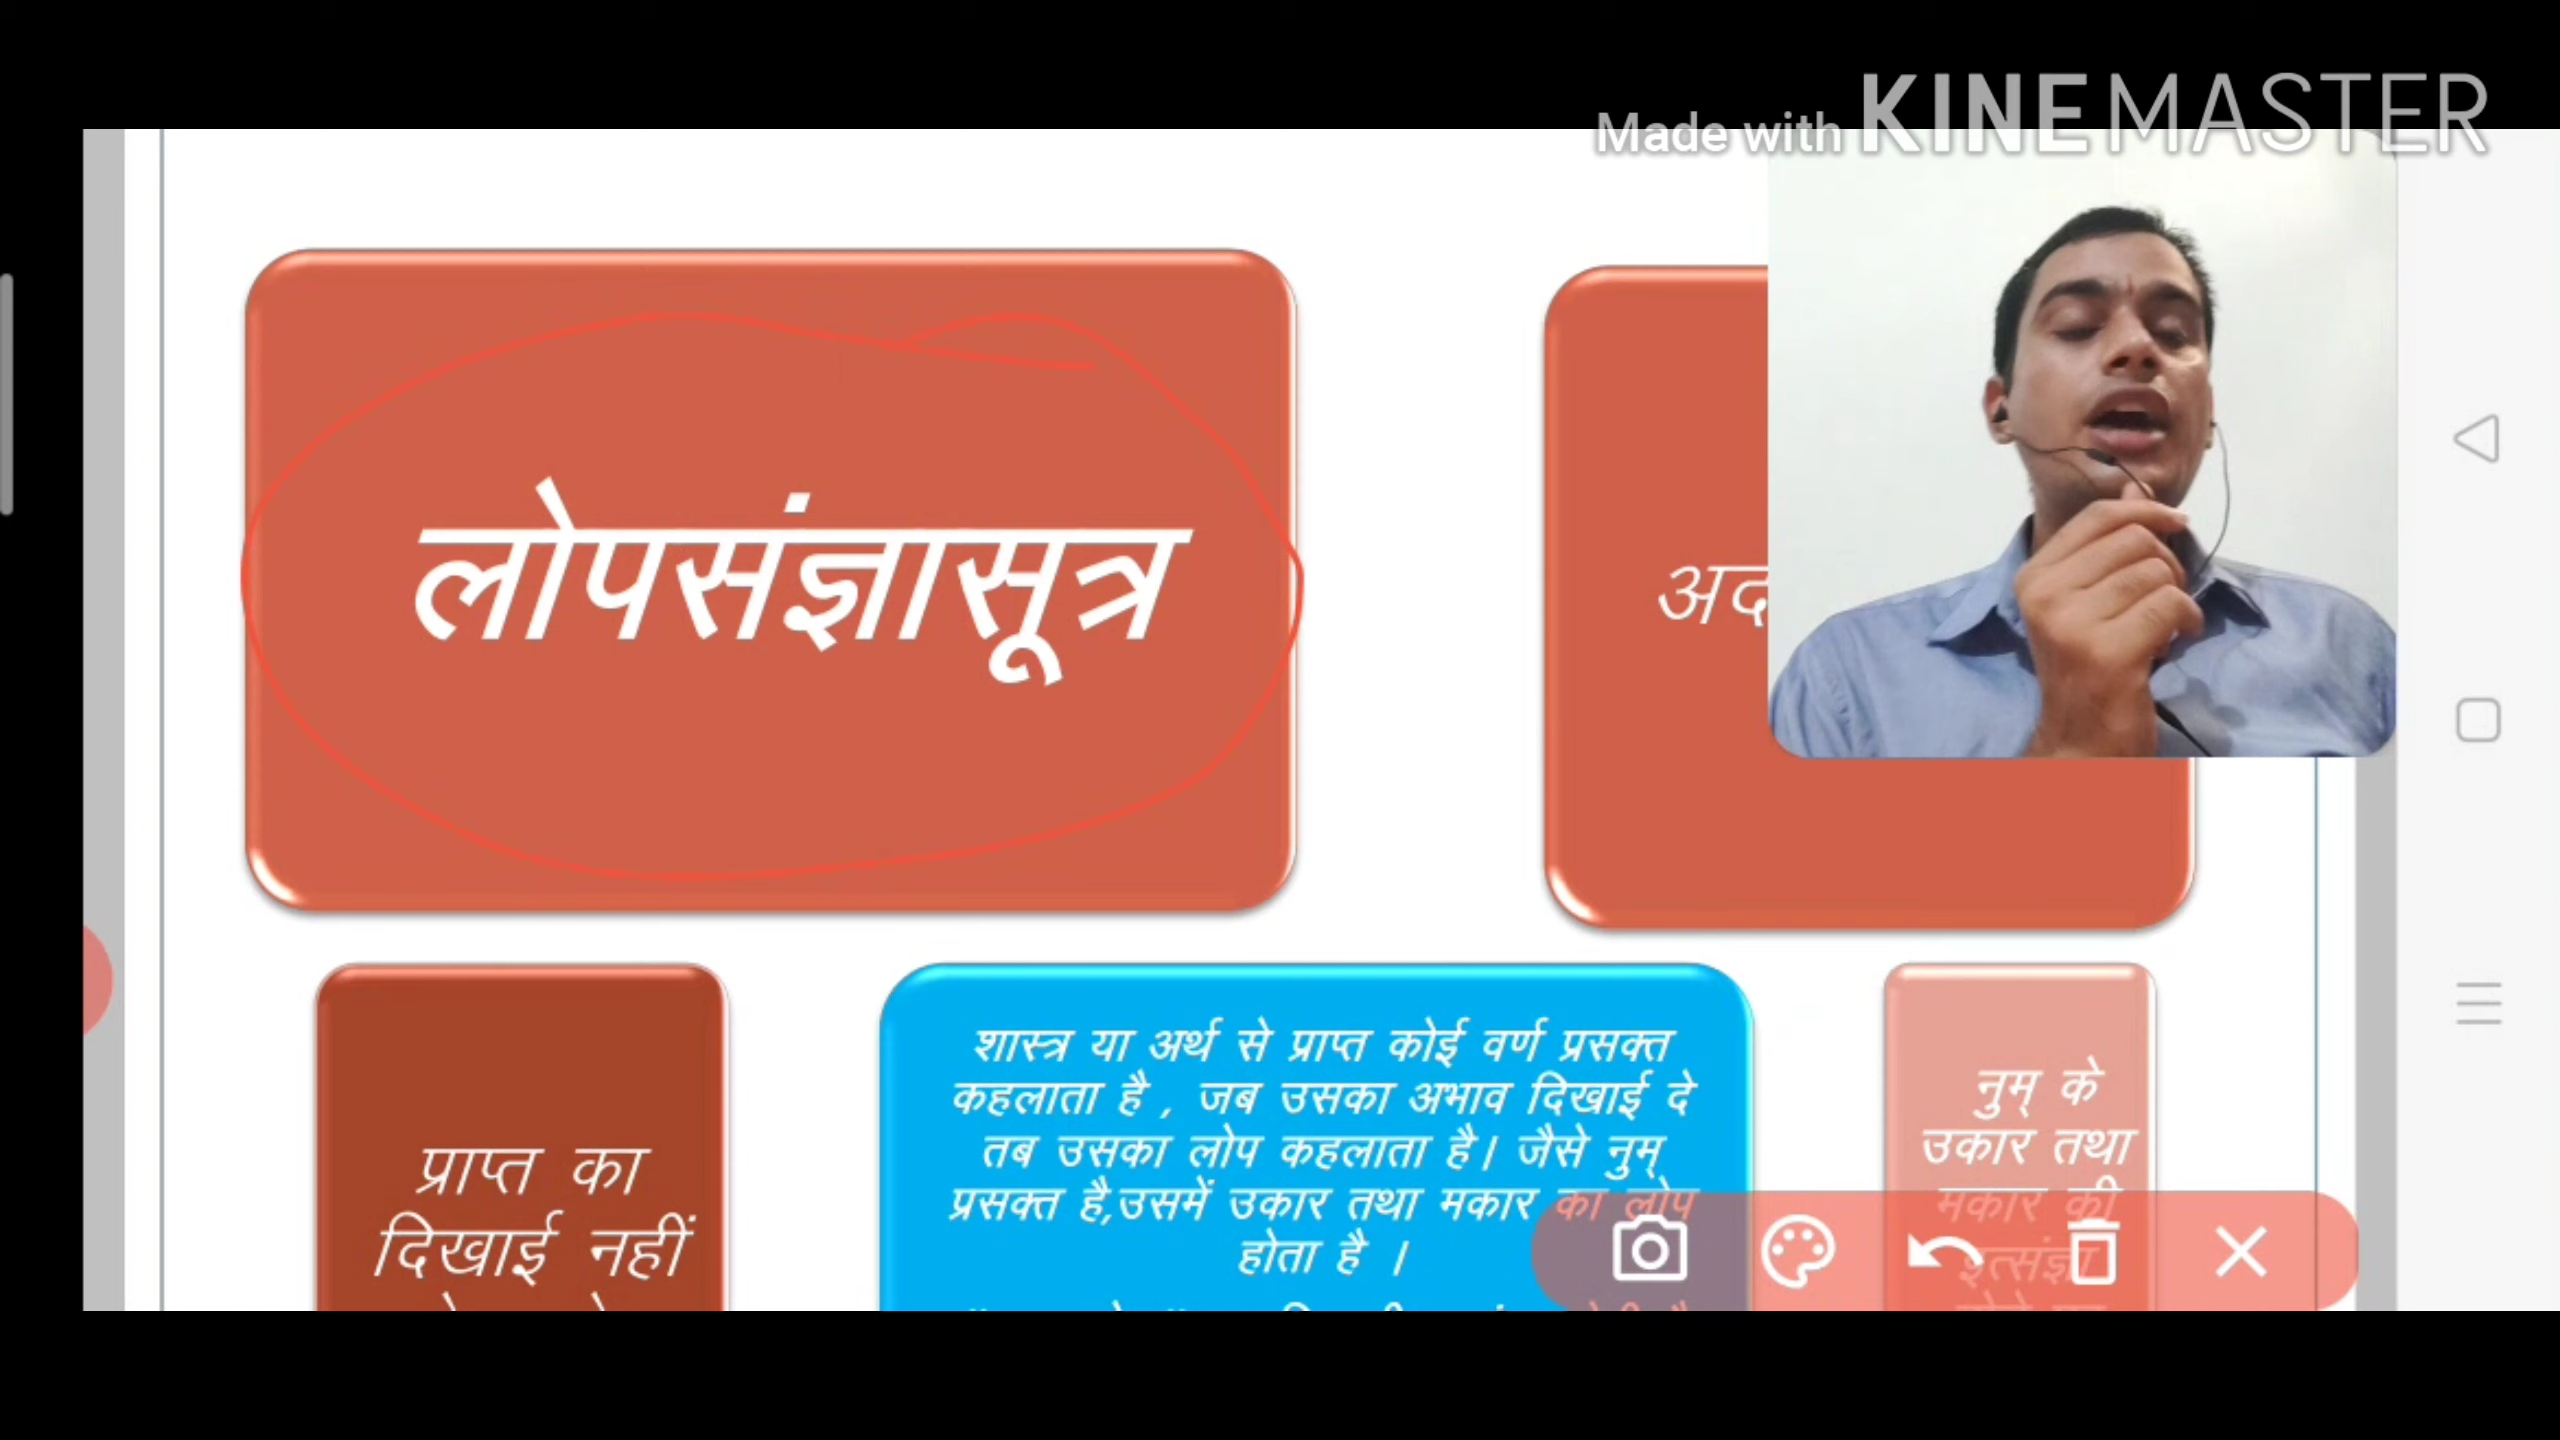 Made with KINEMASTER
लोपसंज्ञासूत्र
प्राप्त का
दिखाई नहीं
शास्त्र या अर्थ से प्राप्त कोई वर्ण प्रसक्त
कहलाता है , जब उसका अभाव दिखाई दे
तब उसका लोप कहलाता है। जैसे नुम्
प्रसक्त है,उसमें उकार तथा मकार का लोप
होता है ।
नुम् के
उकार तथा
मकार की
इत्संज्ञा